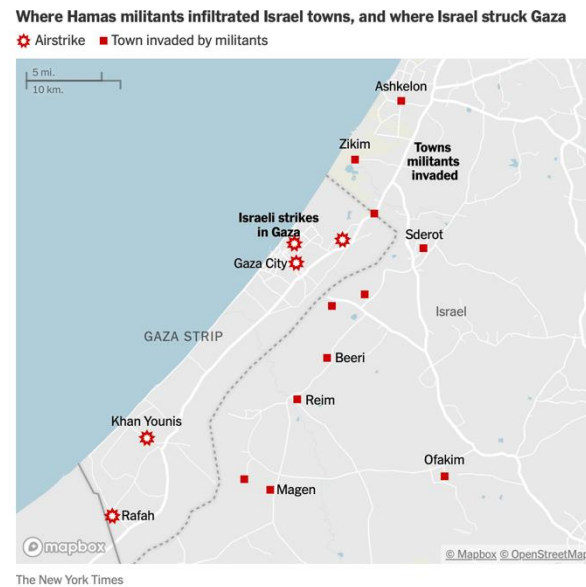 Where Hamas militants infiltrated Israel towns, and where Israel struck Gaza
Airstrike Town invaded by militants
5 mi.
10 km.
Ashkelon
Zikim
Towns
militants
invaded
Israeli strikes
in Gaza
Sderot
Gaza City
Israel
GAZA STRIP
Beeri
Reim
Khan Younis
Ofakim
Magen
Rafah
mapbox
© Mapbox © OpenStreetMap
The New York Times